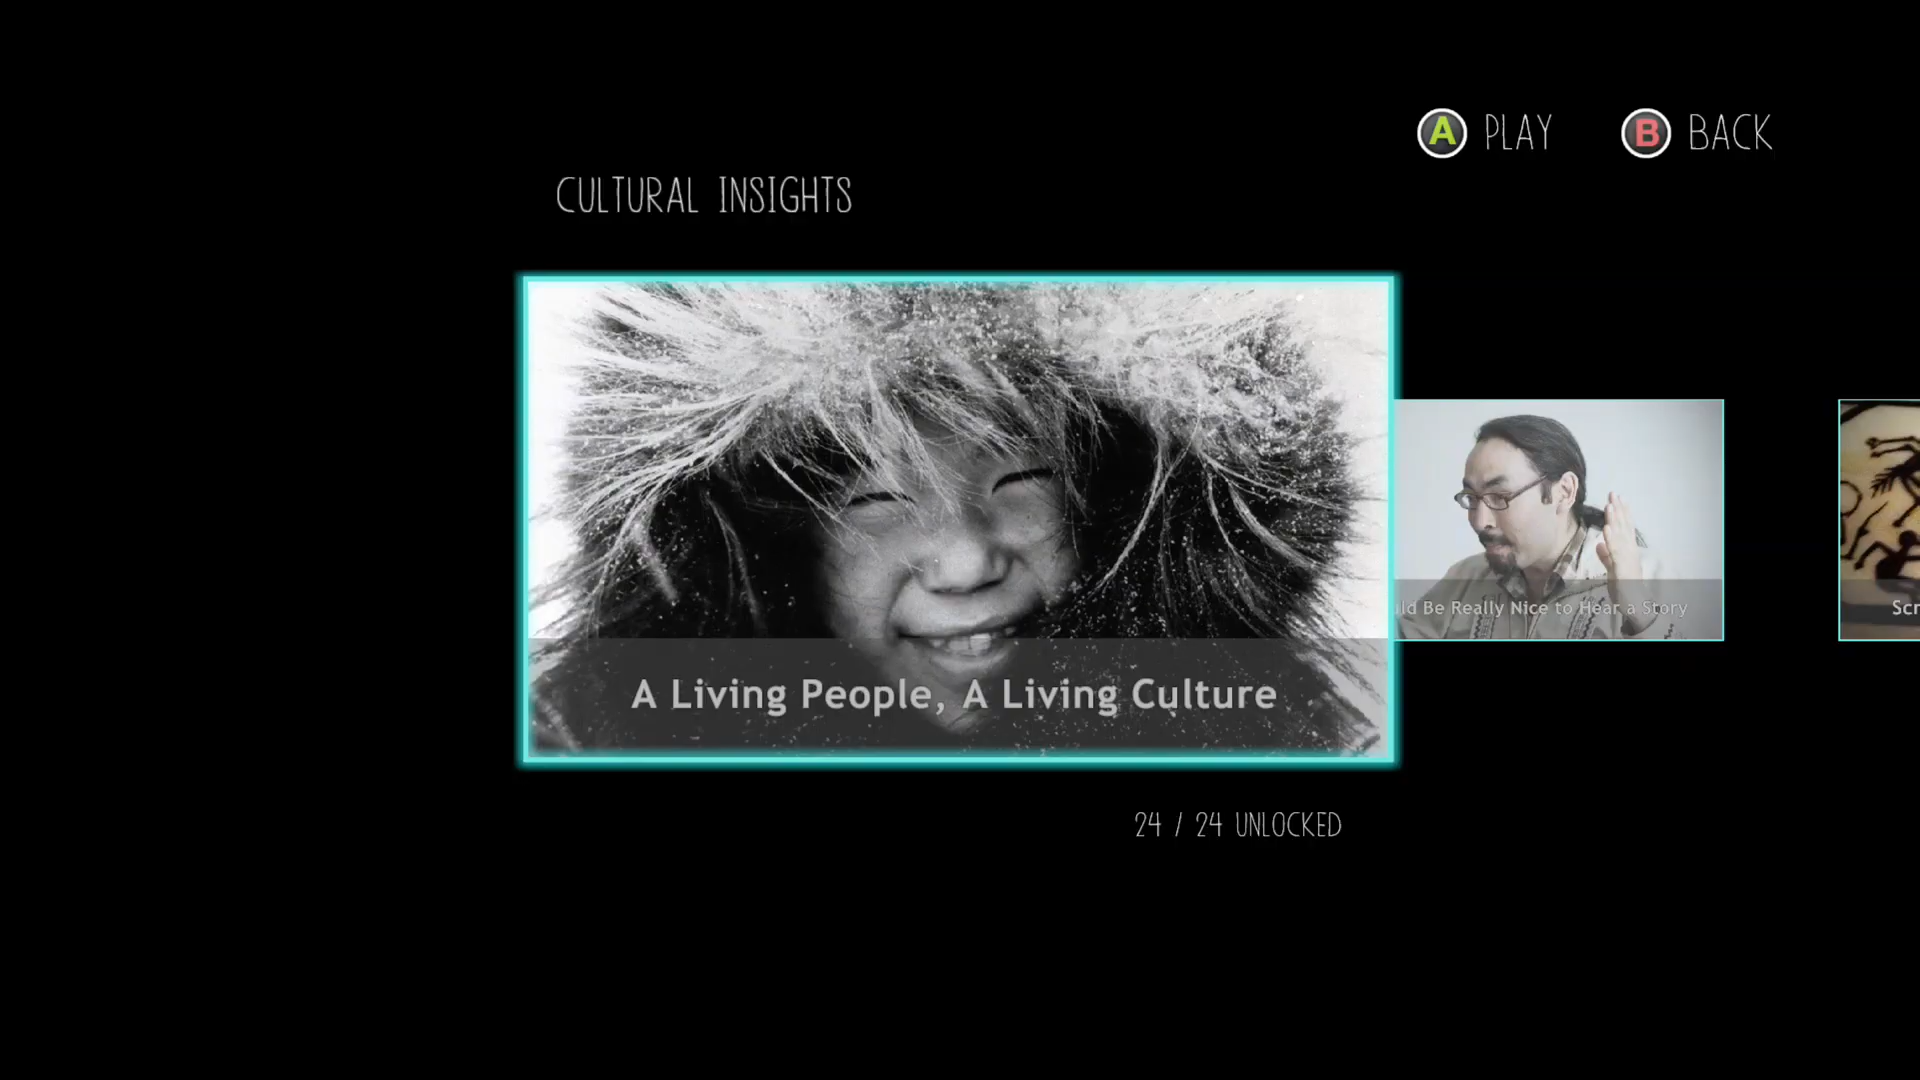 A PLAY B BACK
CULTURAL INSIGHTS
Be Really Nice to Hear a Story
A Living People, A Living Culture
24 / 24 UNLOCKED